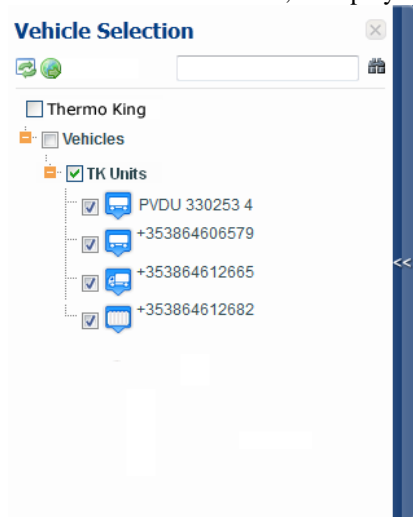 Vehicle Selection
Thermo King
Vehicles
TK Units
PVDU 330253 4
+353864606579
+353864612665
<<
+353864612682